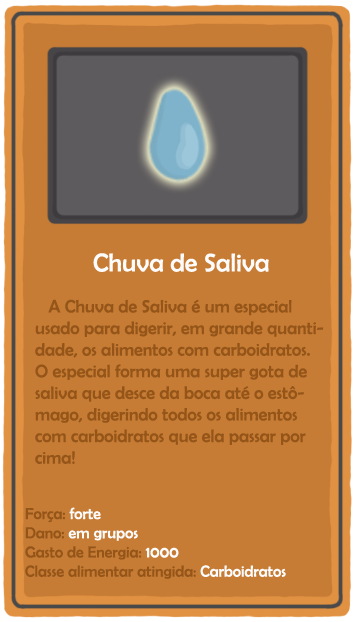 Chuva de Saliva
A Chuva de Saliva é um especial
usado para digerir, em grande quanti-
dade, os alimentos com carboidratos.
O especial forma uma super gota de
saliva que desce da boca até o estô-
mago, digerindo todos os alimentos
com carboidratos que ela passar por
cima!
Força: forte
Dano: em grupos
Gasto de Energia: 1000
Classe alimentar atingida: Carboidratos